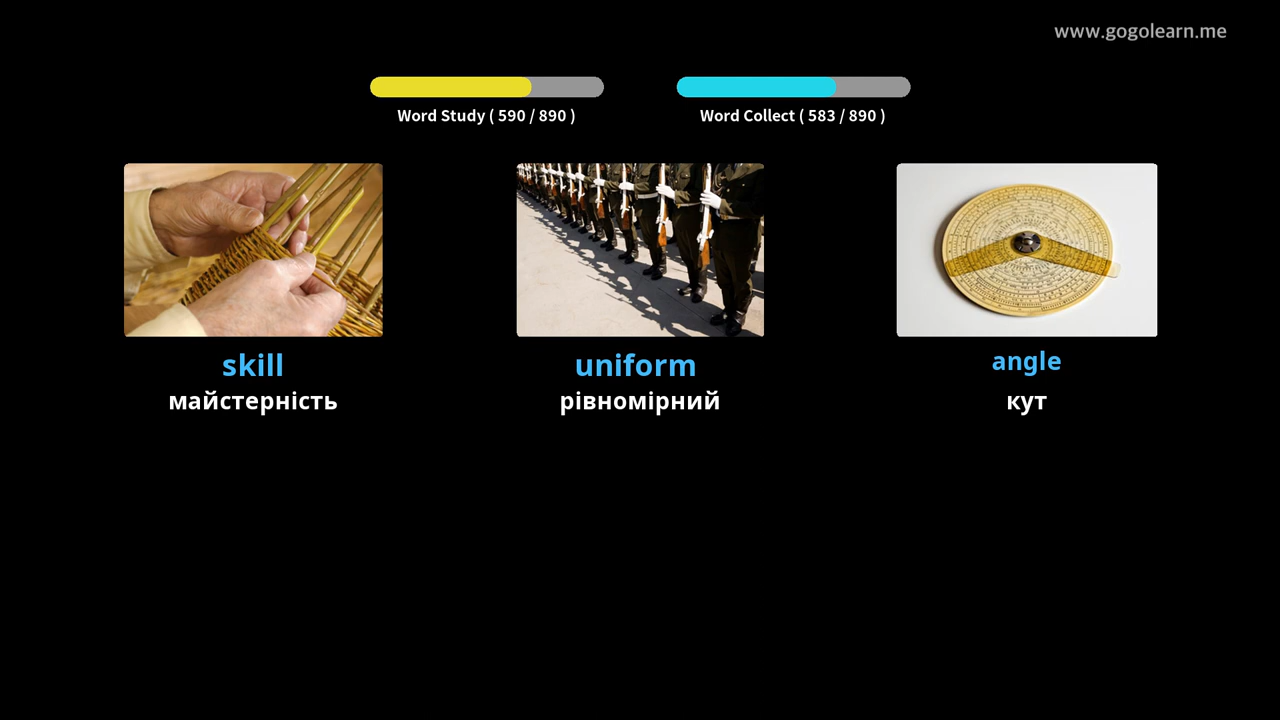 www.gogolearn.me
Word Study ( 590 / 890 )
Word Collect ( 583 / 890 )
skill
uniform
angle
майстерність
рівномірний
кут